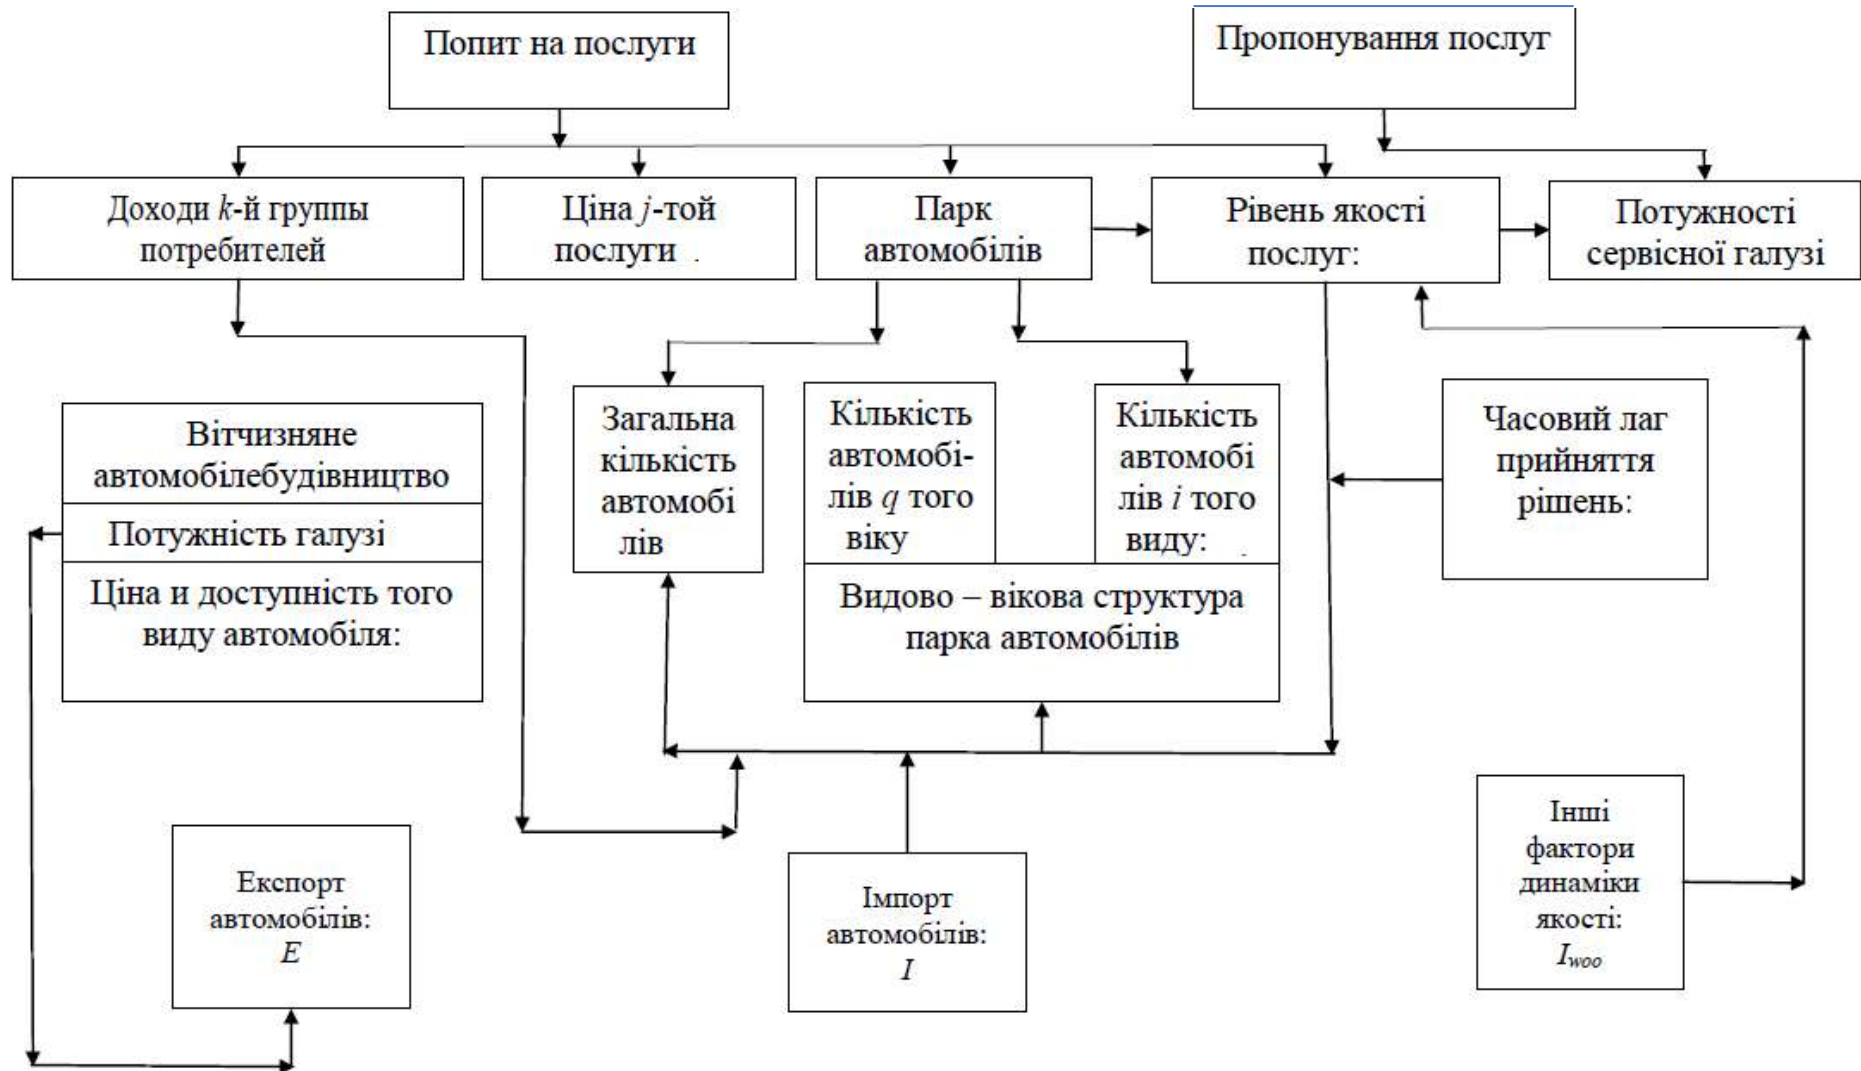 Попит на послуги
Пропонування послуг
Доходи k-й группы
потребителей
Ціна j-той
послуги .
Парк
автомобілів
Рівень якості
послуг:
Потужності
сервісної галузі
Вітчизняне
автомобілебудівництво
Потужність галузі
Ціна и доступність того
виду автомобіля:
Загальна
кількість
автомобі
лів
Кількість
автомобі-
лів q того
віку
Кількість
автомобі
лів і того
виду: .
Видово – вікова структура
парка автомобілів
Часовий лаг
прийняття
рішень:
Експорт
автомобілів:
E
Імпорт
автомобілів:
I
Інші
фактори
динаміки
якості:
Iwoo